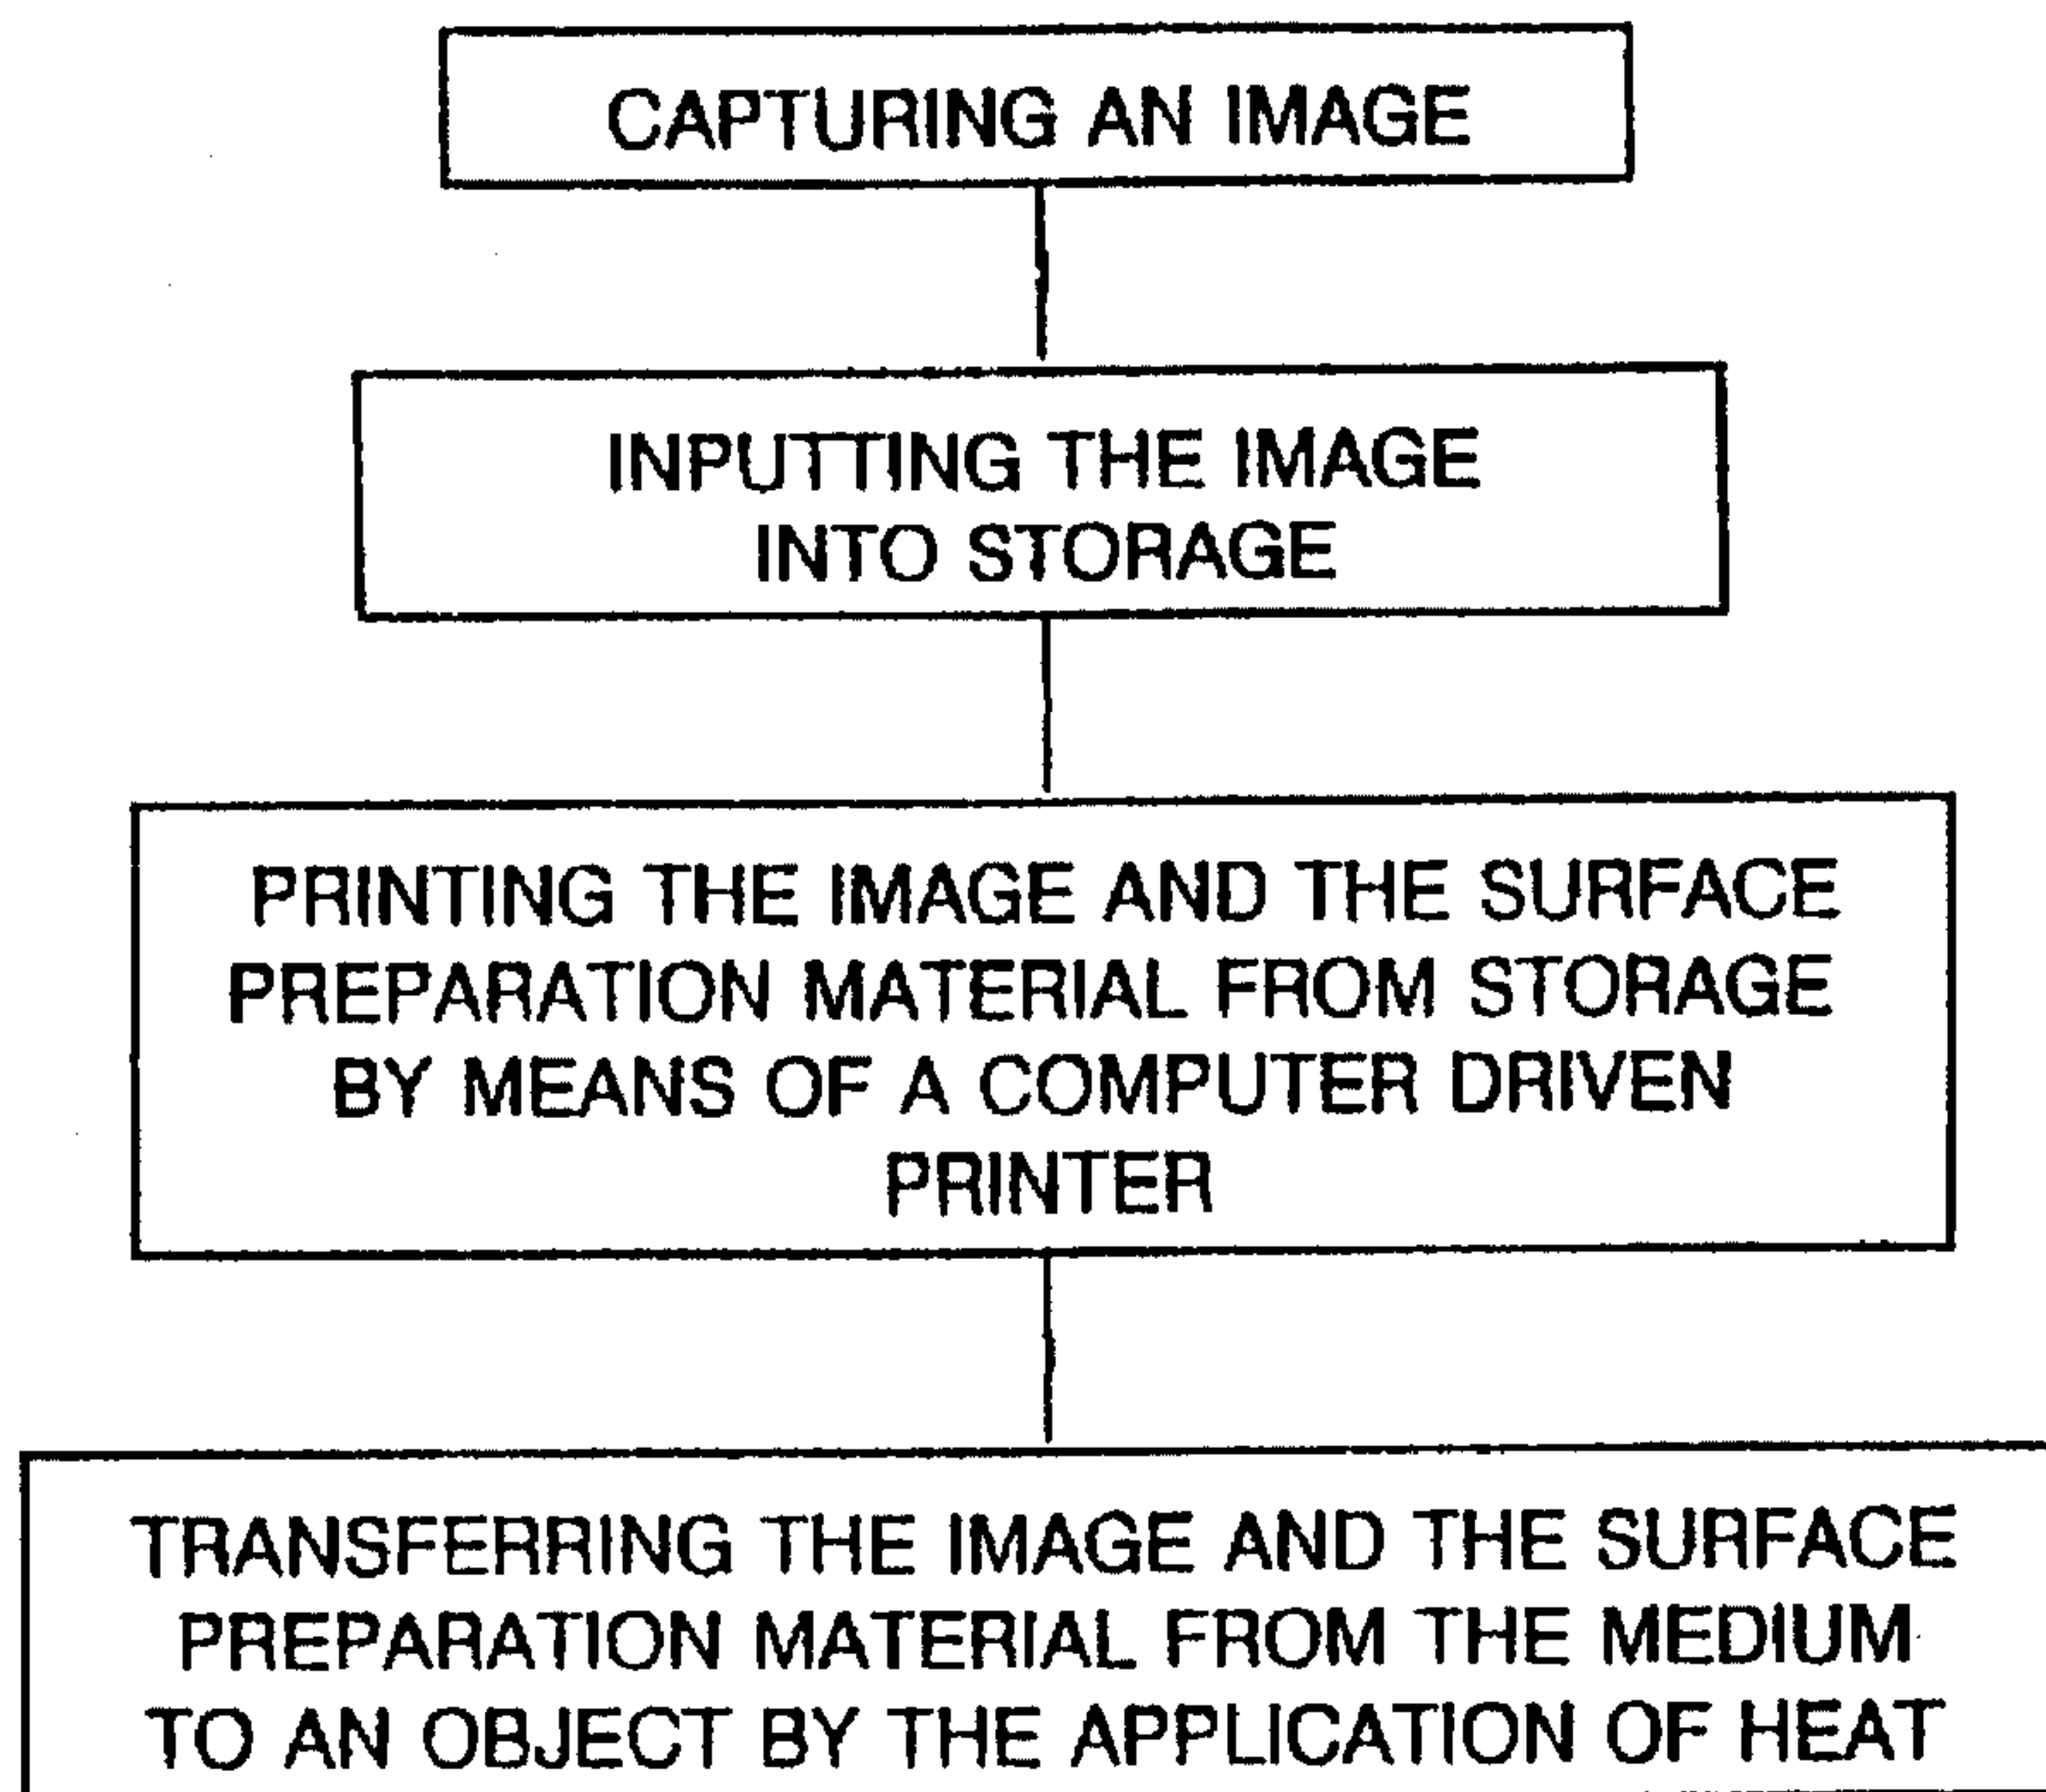 CAPTURING AN IMAGE
INPUTTING THE IMAGE
INTO STORAGE
PRINTING THE IMAGE AND THE SURFACE
PREPARATION MATERIAL FROM STORAGE
BY MEANS OF A COMPUTER DRIVEN
PRINTER
TRANSFERRING THE IMAGE AND THE SURFACE
PREPARATION MATERIAL FROM THE MEDIUM
TO AN OBJECT BY THE APPLICATION OF HEAT